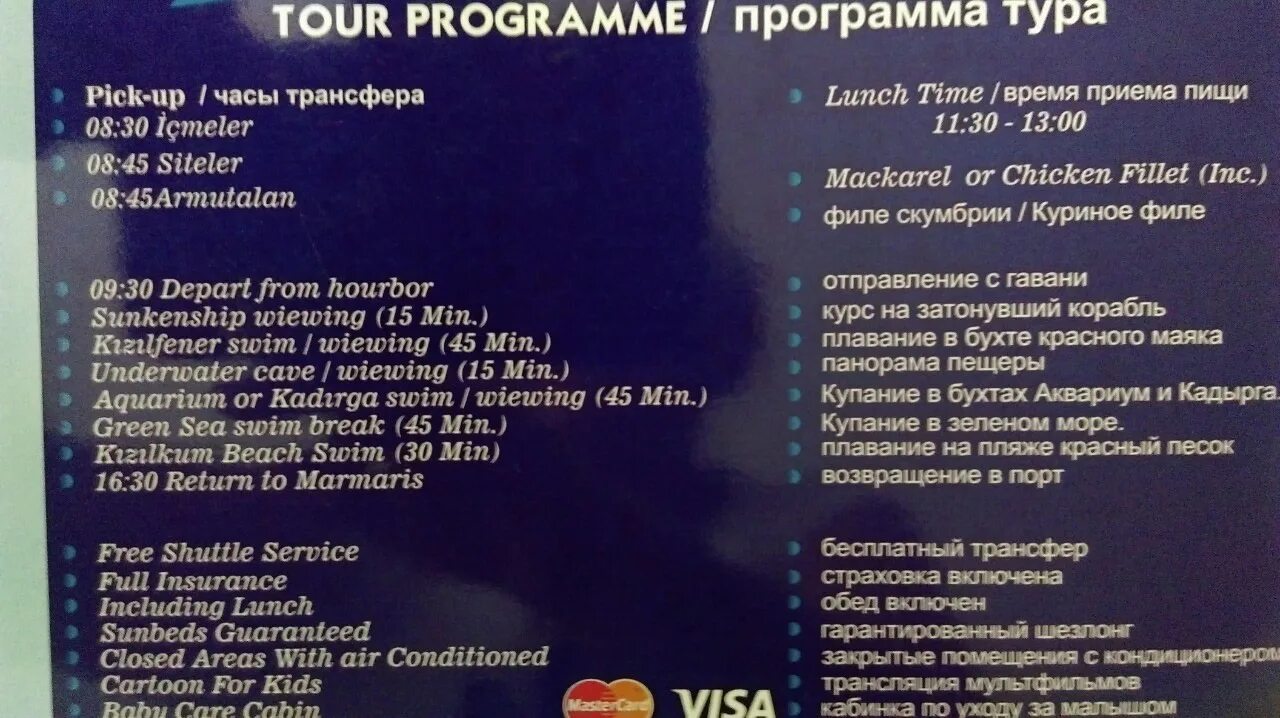 TOUR PROGRAMME / программа тура
Pick-up / часы трансфера
08:30 İçmeler
08:45 Siteler
08:45Armutalan
09:30 Depart from hourbor
Sunkenship wiewing (15 Min.)
Kızılfener swim / wiewing (45 Min.)
Underwater cave / wiewing (15 Min.)
Aquarium or Kadırga swim / wiewing (45 Min.)
Green Sea swim break (45 Min.)
Kızılkum Beach Swim (30 Min)
16:30 Return to Marmaris
Free Shuttle Service
Full Insurance
Including Lunch
Sunbeds Guaranteed
Closed Areas With air Conditioned
Cartoon For Kids
Baby Care Cabin
Lunch Time / время приема пищи
11:30 - 13:00
Mackarel or Chicken Fillet (Inc.)
филе скумбрии / Куриное филе
отправление с гавани
курс на затонувший корабль
плавание в бухте красного маяка
панорама пещеры
Купание в бухтах Аквариум и Кадырга.
Купание в зеленом море.
плавание на пляже красный песок
возвращение в порт
бесплатный трансфер
страховка включена
обед включен
гарантированный шезлонг
закрытые помещения с кондиционером
трансляция мультфильмов
кабинка по уходу за малышом
MasterCard
VISA